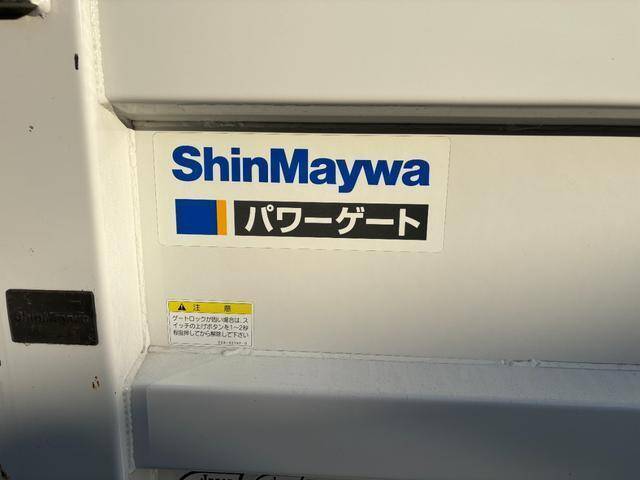 ShinMaywa
パワーゲート
ShinMaywa
注意
ゲートロックが固い場合は、ス
イッチの上げボタンを1～2秒
程度押してから解除して下さい